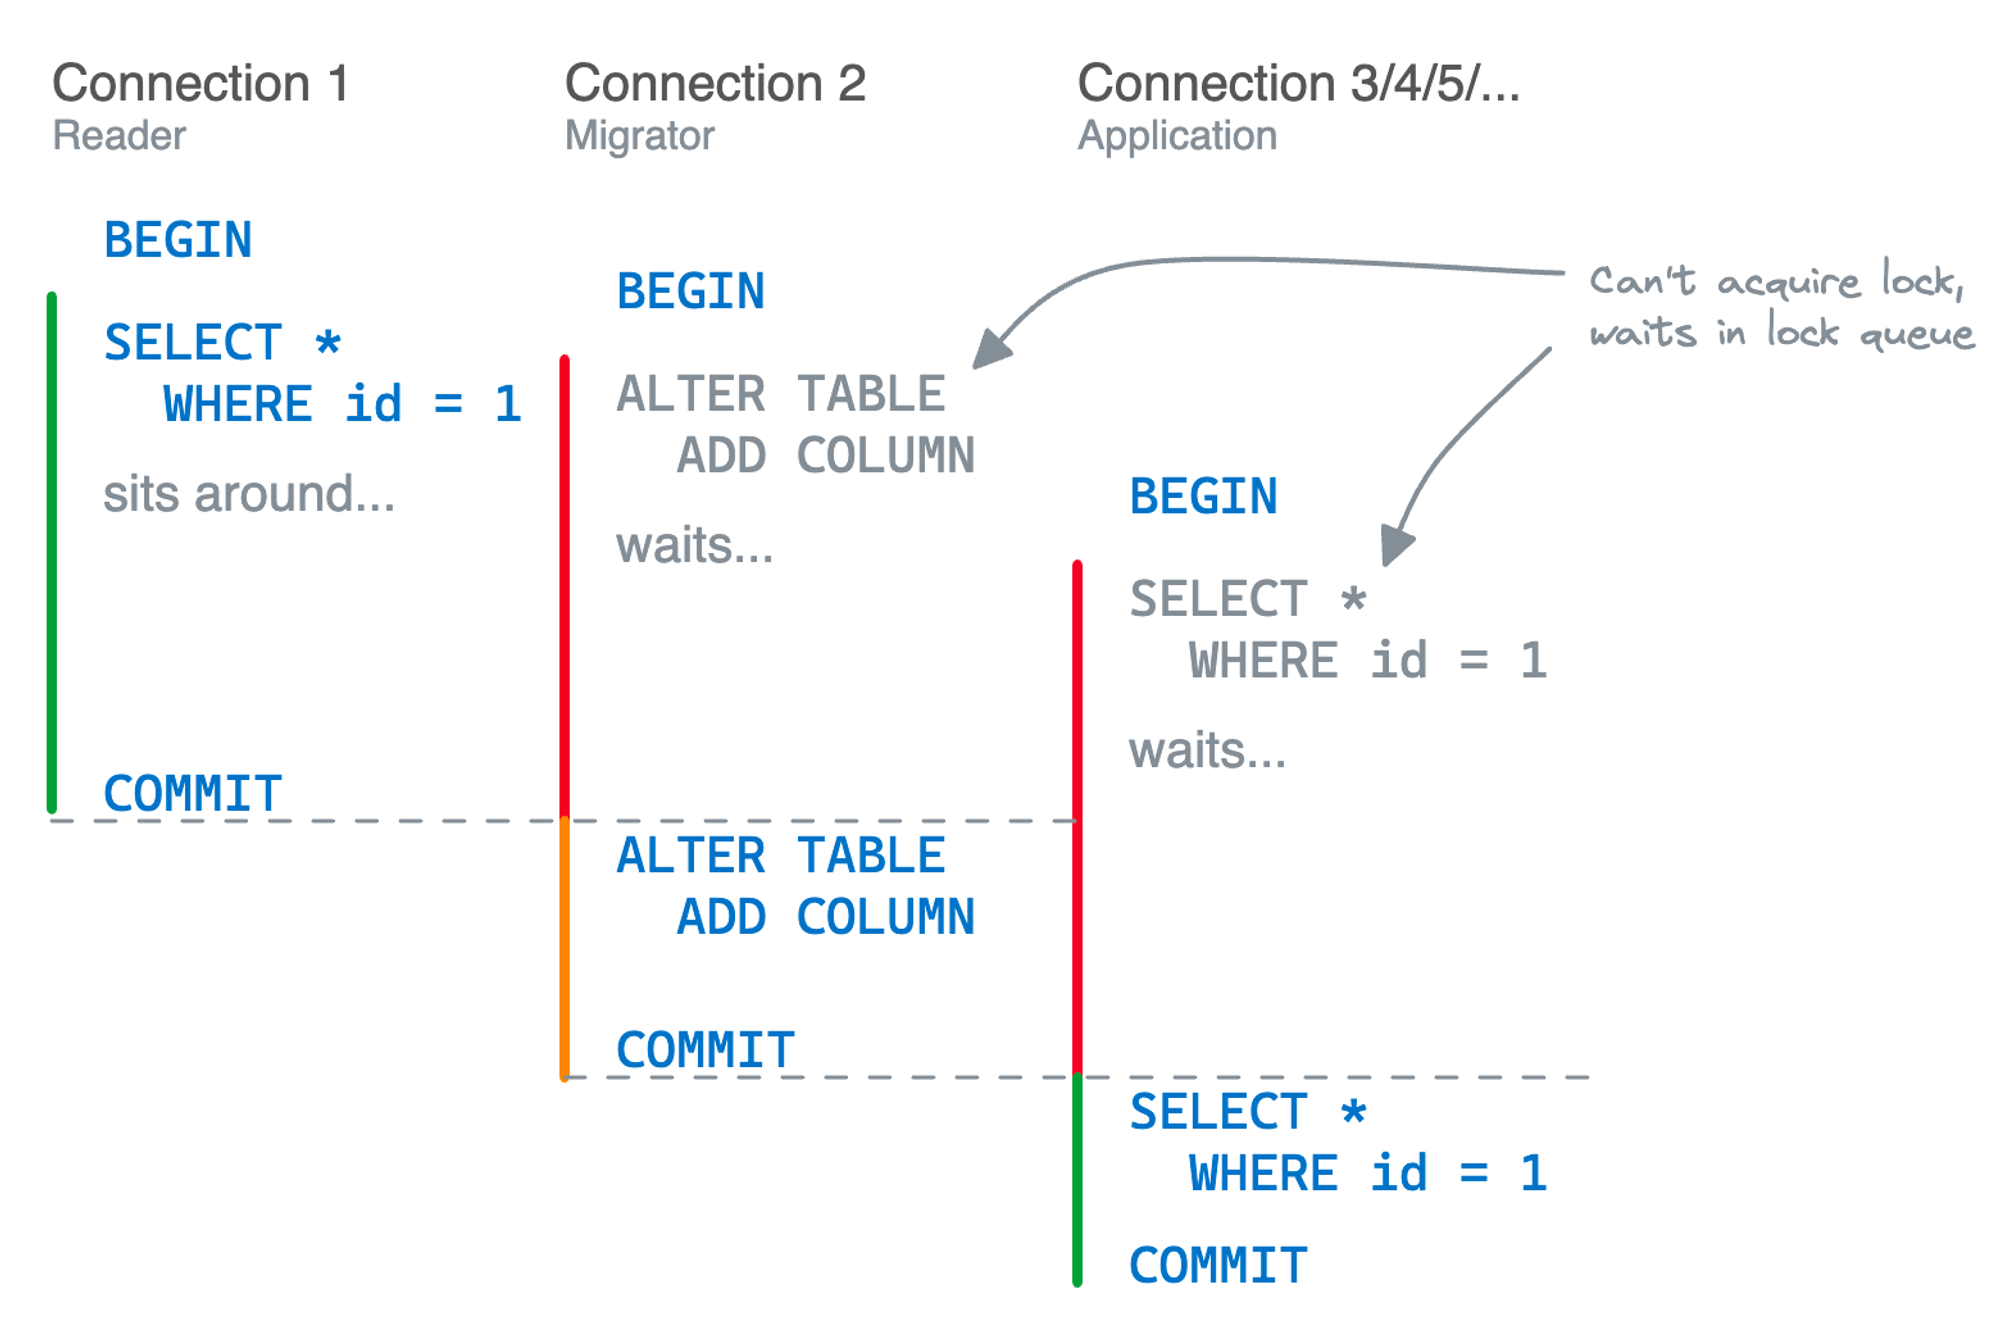 Connection 1
Reader
BEGIN
SELECT *
WHERE id = 1
sits around...
COMMIT
Connection 2
Migrator
BEGIN
ALTER TABLE
ADD COLUMN
waits...
ALTER TABLE
ADD COLUMN
COMMIT
Connection 3/4/5/...
Application
BEGIN
SELECT *
WHERE id = 1
waits...
SELECT *
WHERE id = 1
COMMIT
Can't acquire lock,
waits in lock queue